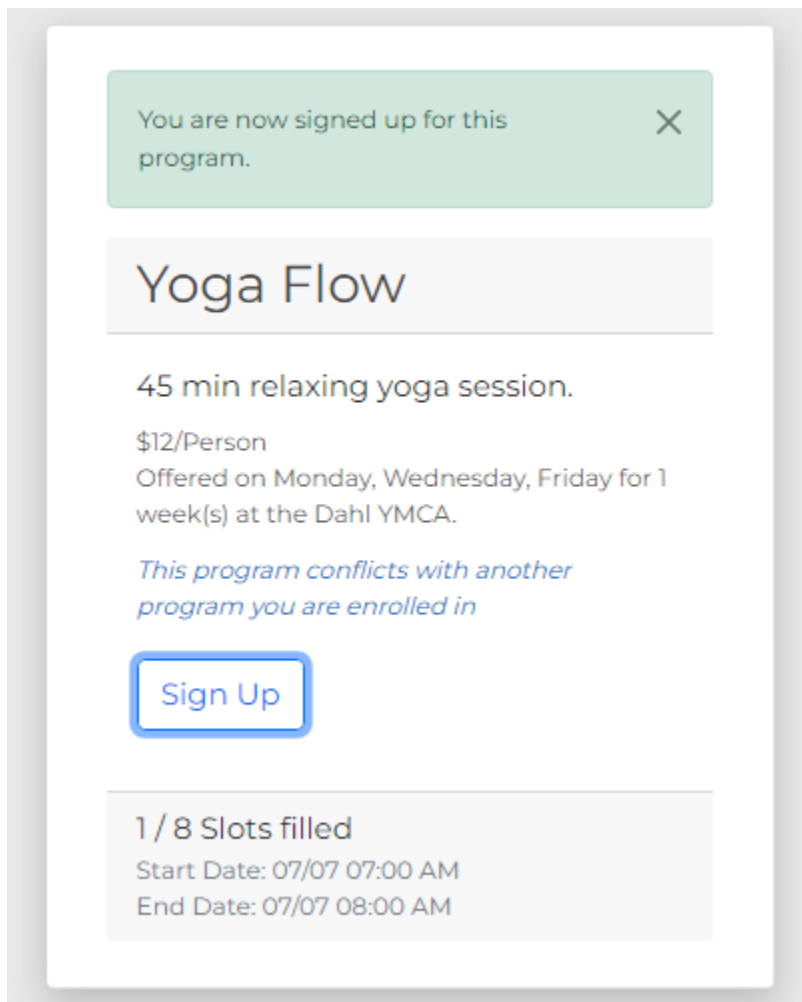 You are now signed up for this
program.
Yoga Flow
45 min relaxing yoga session.
$12/Person
Offered on Monday, Wednesday, Friday for 1
week(s) at the Dahl YMCA.
This program conflicts with another
program you are enrolled in
Sign Up
1 / 8 Slots filled
Start Date: 07/07 07:00 AM
End Date: 07/07 08:00 AM